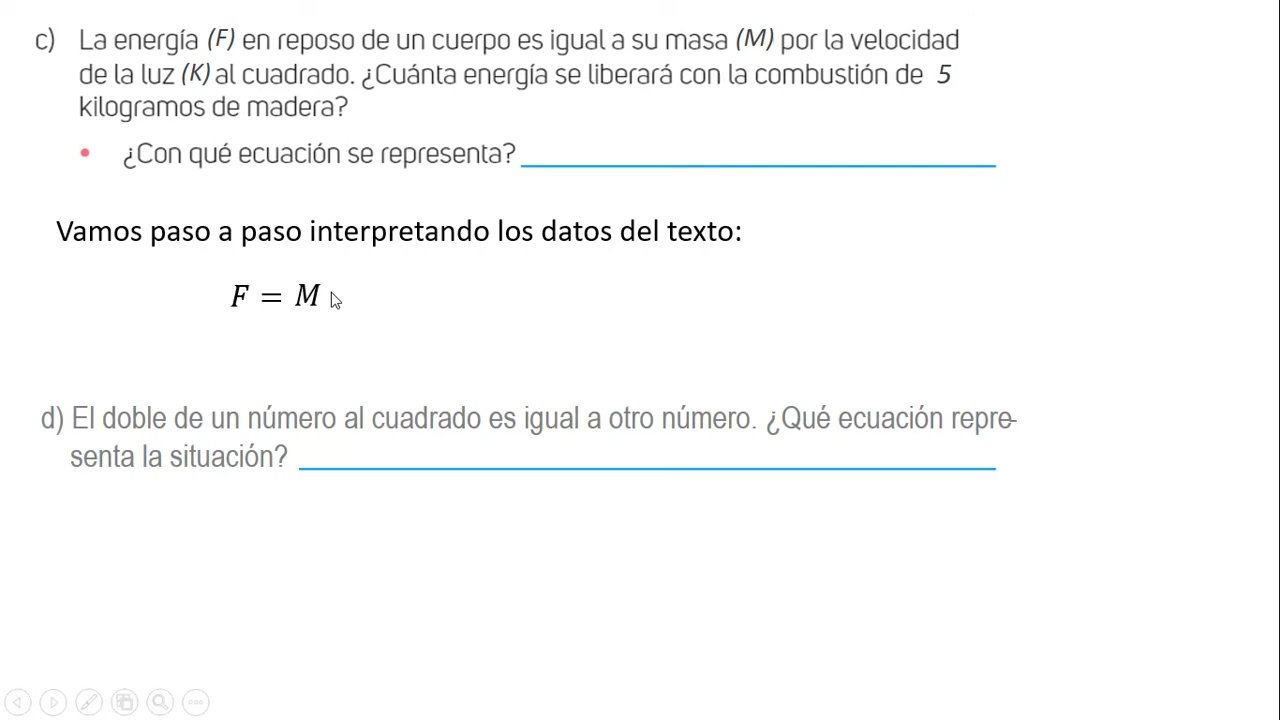 c) La energía (F) en reposo de un cuerpo es igual a su masa (M) por la velocidad
de la luz (K) al cuadrado. ¿Cuánta energía se liberará con la combustión de 5
kilogramos de madera?
• ¿Con qué ecuación se representa?
Vamos paso a paso interpretando los datos del texto:
F = M
d) El doble de un número al cuadrado es igual a otro número. ¿Qué ecuación repre-
senta la situación?